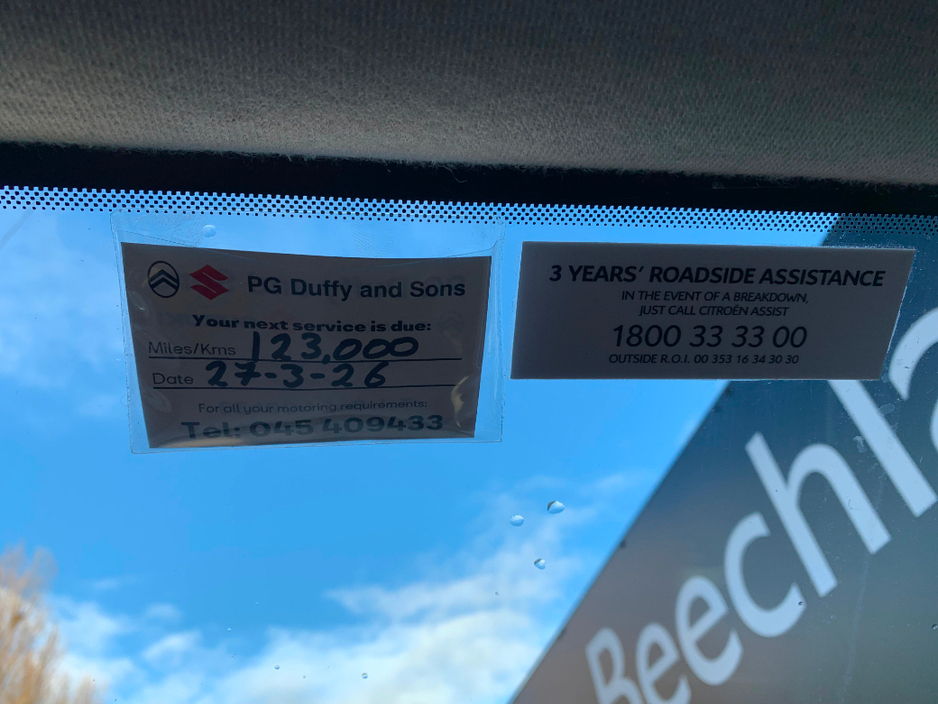 PG Duffy and Sons
Your next service is due:
Miles/Kms 123,000
Date 27-3-26
For all your motoring requirements:
Tel: 045 409433
3 YEARS' ROADSIDE ASSISTANCE
IN THE EVENT OF A BREAKDOWN,
JUST CALL CITROËN ASSIST
1800 33 33 00
OUTSIDE R.O.I. 00 353 16 34 30 30